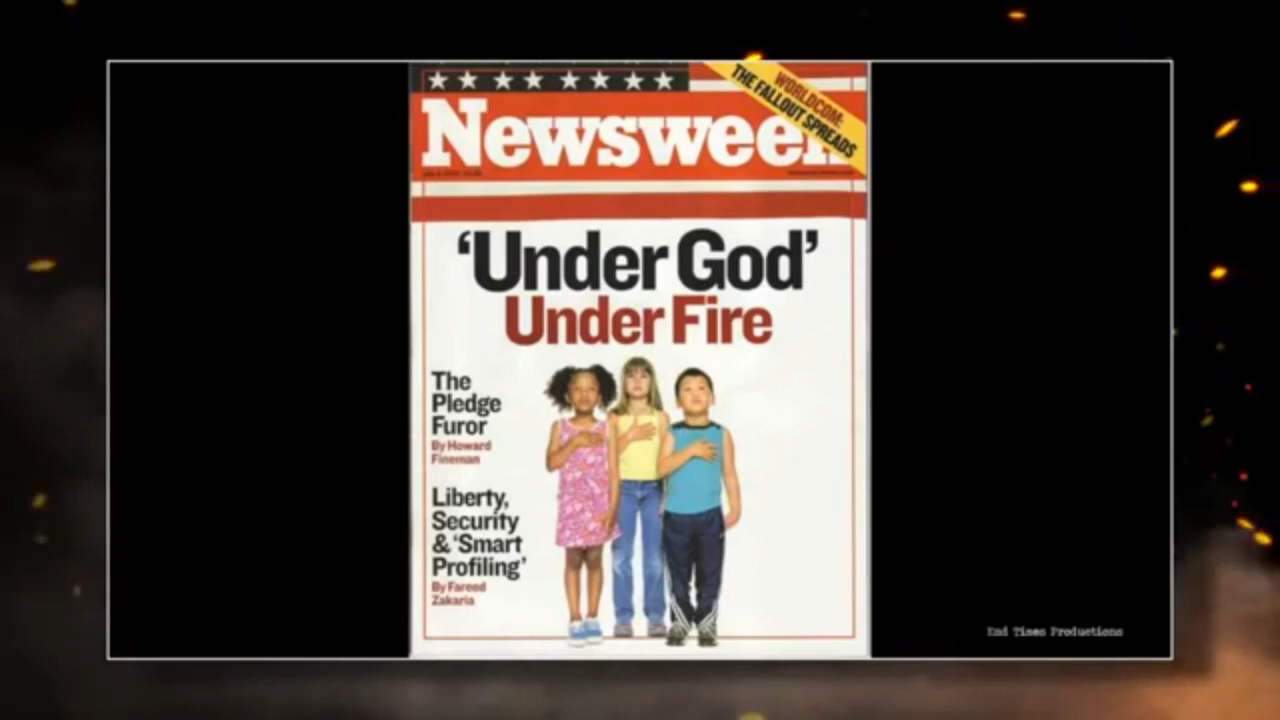 WORLDCOM:
THE FALLOUT SPREADS
Newsweek
'Under God'
Under Fire
The
Pledge
Furor
By Howard
Fineman
Liberty,
Security
& 'Smart
Profiling'
By Fareed
Zakaria
End Times Productions